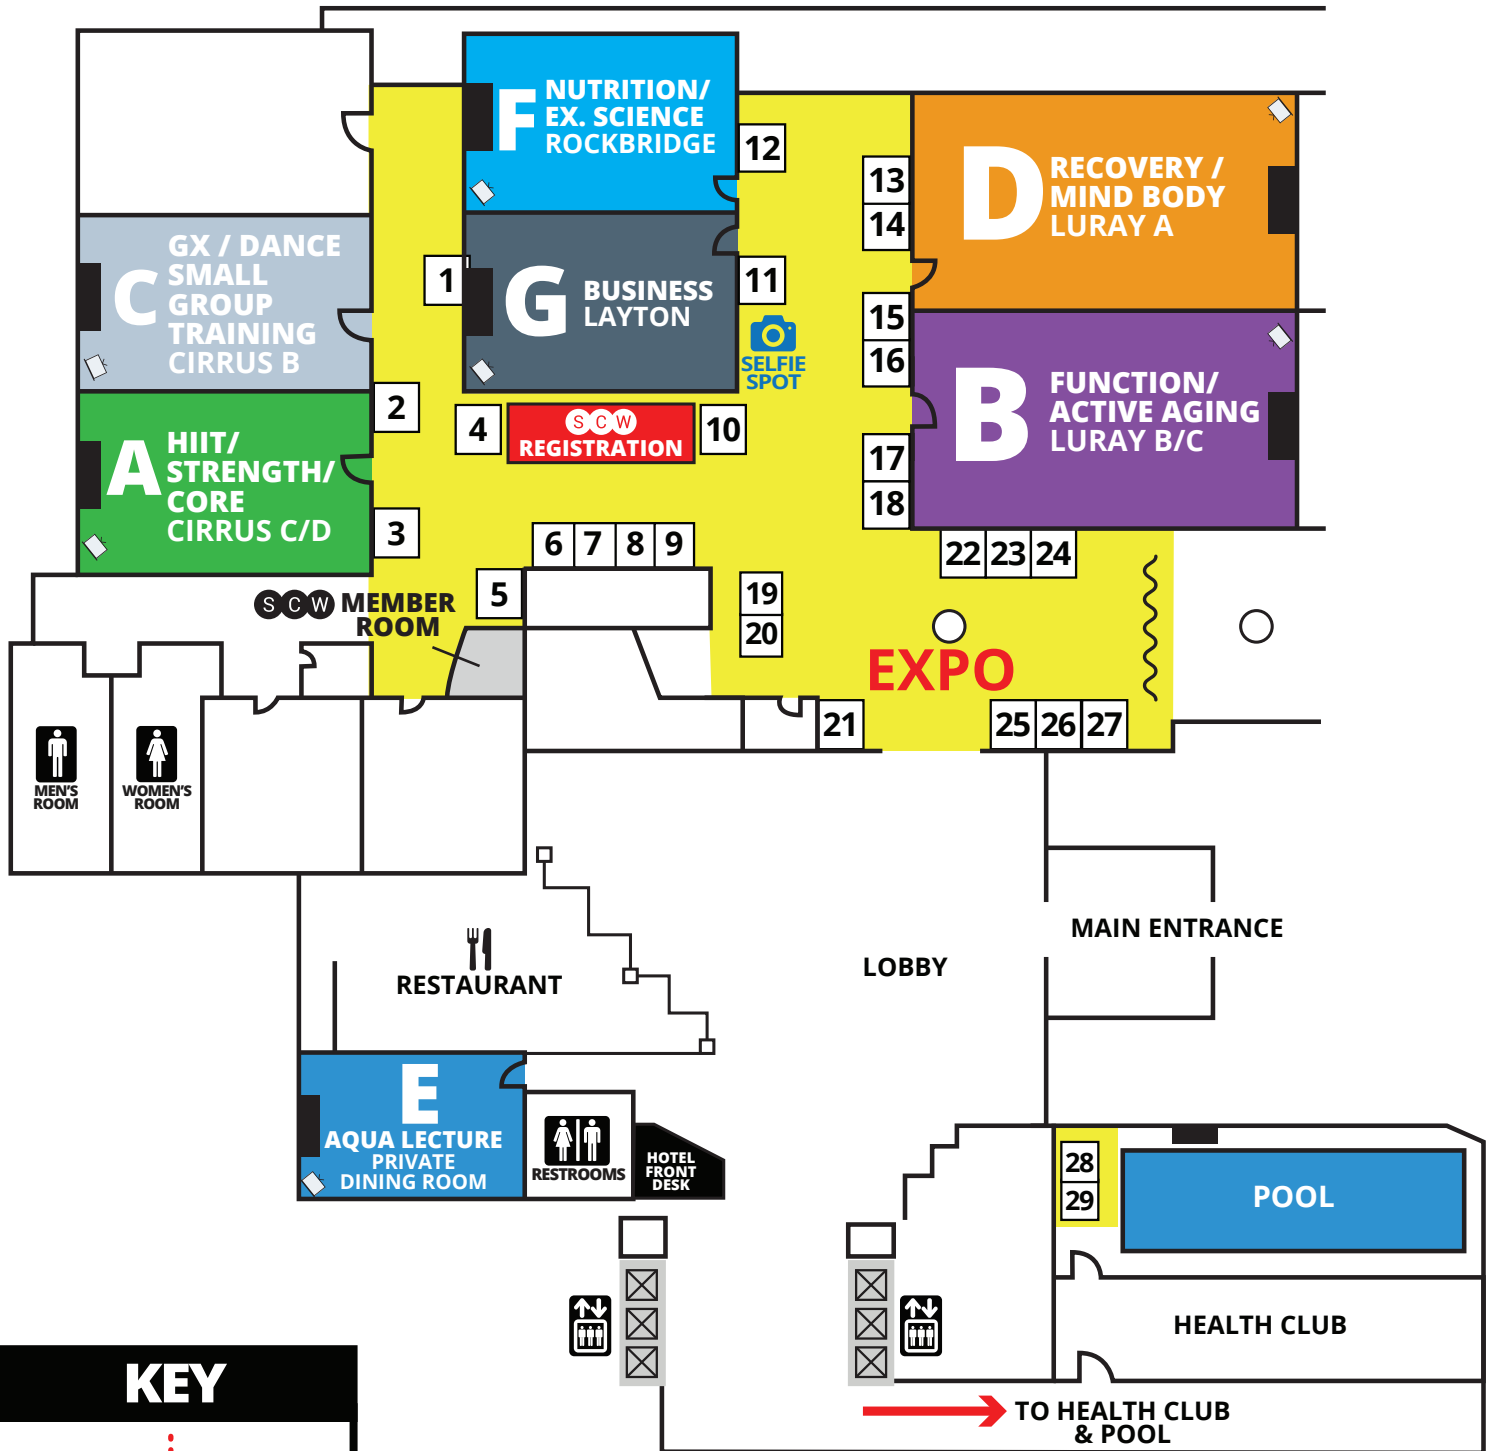 F
NUTRITION/
EX. SCIENCE
ROCKBRIDGE
12
13
14
D
RECOVERY /
MIND BODY
LURAY A
C
GX / DANCE
SMALL
GROUP
TRAINING
CIRRUS B
1
G
BUSINESS
LAYTON
11
SELFIE
SPOT
15
16
B
FUNCTION/
ACTIVE AGING
LURAY B/C
2
A
HIIT/
STRENGTH/
CORE
CIRRUS C/D
3
4
SCW
REGISTRATION
10
17
18
6 7 8 9
5
22 23 24
19
20
SCW MEMBER
ROOM
EXPO
21
25 26 27
MEN'S
ROOM
WOMEN'S
ROOM
RESTAURANT
LOBBY
MAIN ENTRANCE
E
AQUA LECTURE
PRIVATE
DINING ROOM
RESTROOMS
HOTEL
FRONT
DESK
28
29
POOL
HEALTH CLUB
TO HEALTH CLUB
& POOL
KEY